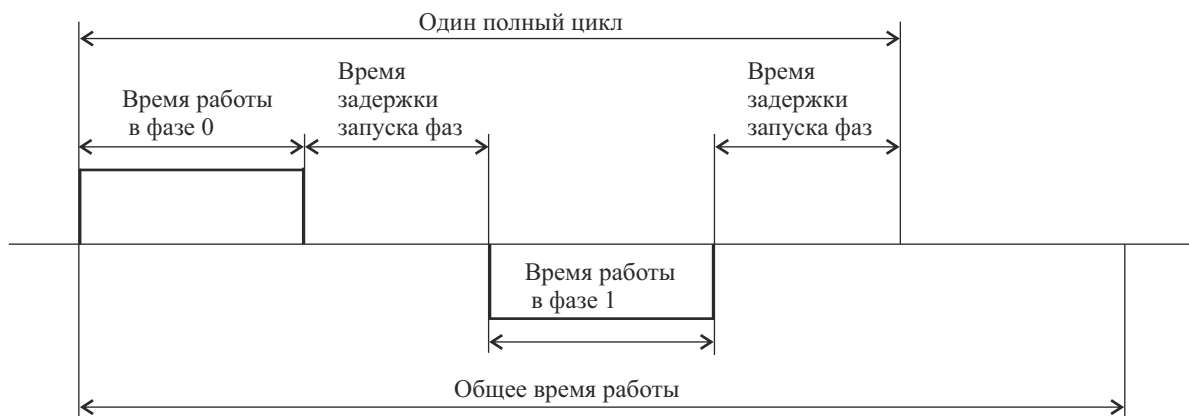 Один полный цикл
Время работы
в фазе 0
Время
задержки
запуска фаз
Время
задержки
запуска фаз
Время работы
в фазе 1
Общее время работы